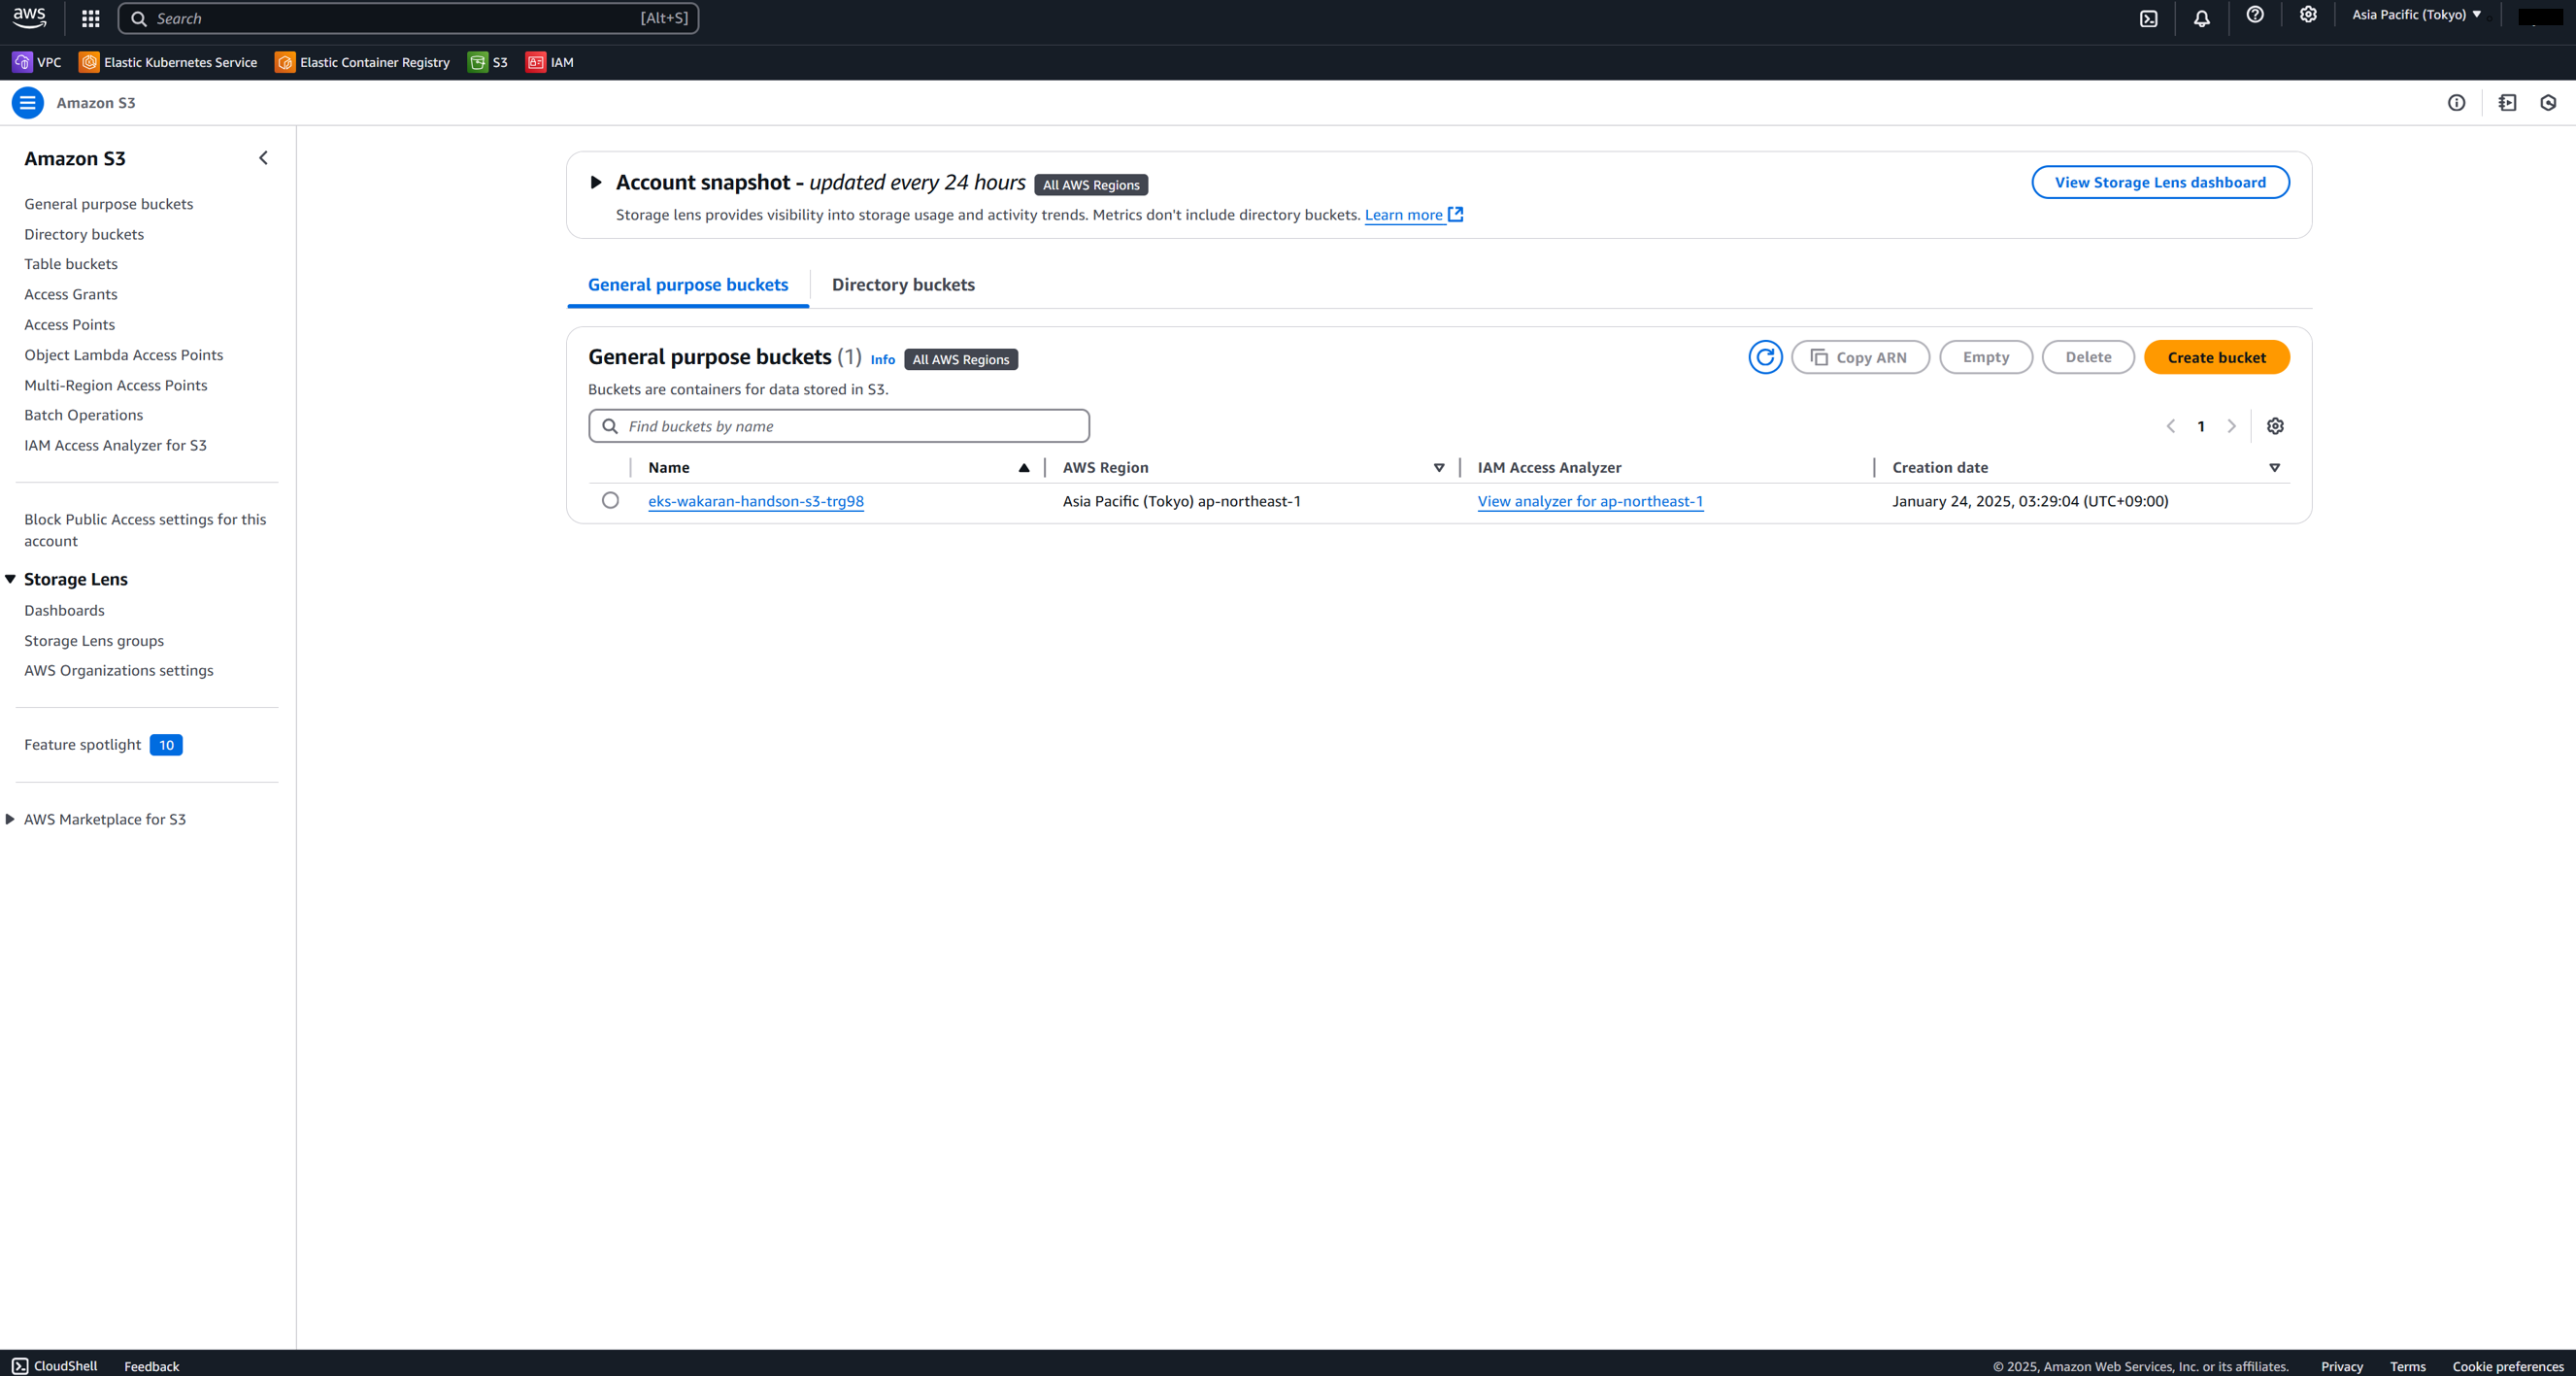 aws
Search [Alt+S]
Asia Pacific (Tokyo)
VPC Elastic Kubernetes Service Elastic Container Registry S3 IAM
Amazon S3
Amazon S3
General purpose buckets
Directory buckets
Table buckets
Access Grants
Access Points
Object Lambda Access Points
Multi-Region Access Points
Batch Operations
IAM Access Analyzer for S3
Block Public Access settings for this
account
Storage Lens
Dashboards
Storage Lens groups
AWS Organizations settings
Feature spotlight 10
AWS Marketplace for S3
Account snapshot - updated every 24 hours All AWS Regions
View Storage Lens dashboard
Storage lens provides visibility into storage usage and activity trends. Metrics don't include directory buckets. Learn more
General purpose buckets Directory buckets
General purpose buckets (1) Info All AWS Regions
Copy ARN Empty Delete Create bucket
Buckets are containers for data stored in S3.
Find buckets by name
1
Name AWS Region IAM Access Analyzer Creation date
eks-wakaran-handson-s3-trg98 Asia Pacific (Tokyo) ap-northeast-1 View analyzer for ap-northeast-1 January 24, 2025, 03:29:04 (UTC+09:00)
CloudShell Feedback
© 2025, Amazon Web Services, Inc. or its affiliates. Privacy Terms Cookie preferences